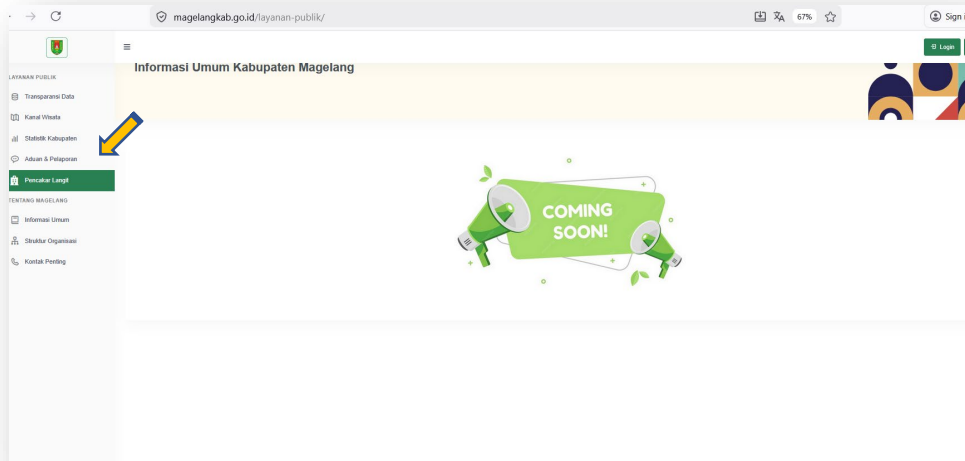 magelangkab.go.id/layanan-publik/
67%
Sign i
Login
LAYANAN PUBLIK
Transparansi Data
Kanal Wisata
Statistik Kabupaten
Aduan & Pelaporan
Pencakar Langit
TENTANG MAGELANG
Informasi Umum
Struktur Organisasi
Kontak Penting
Informasi Umum Kabupaten Magelang
COMING
SOON!